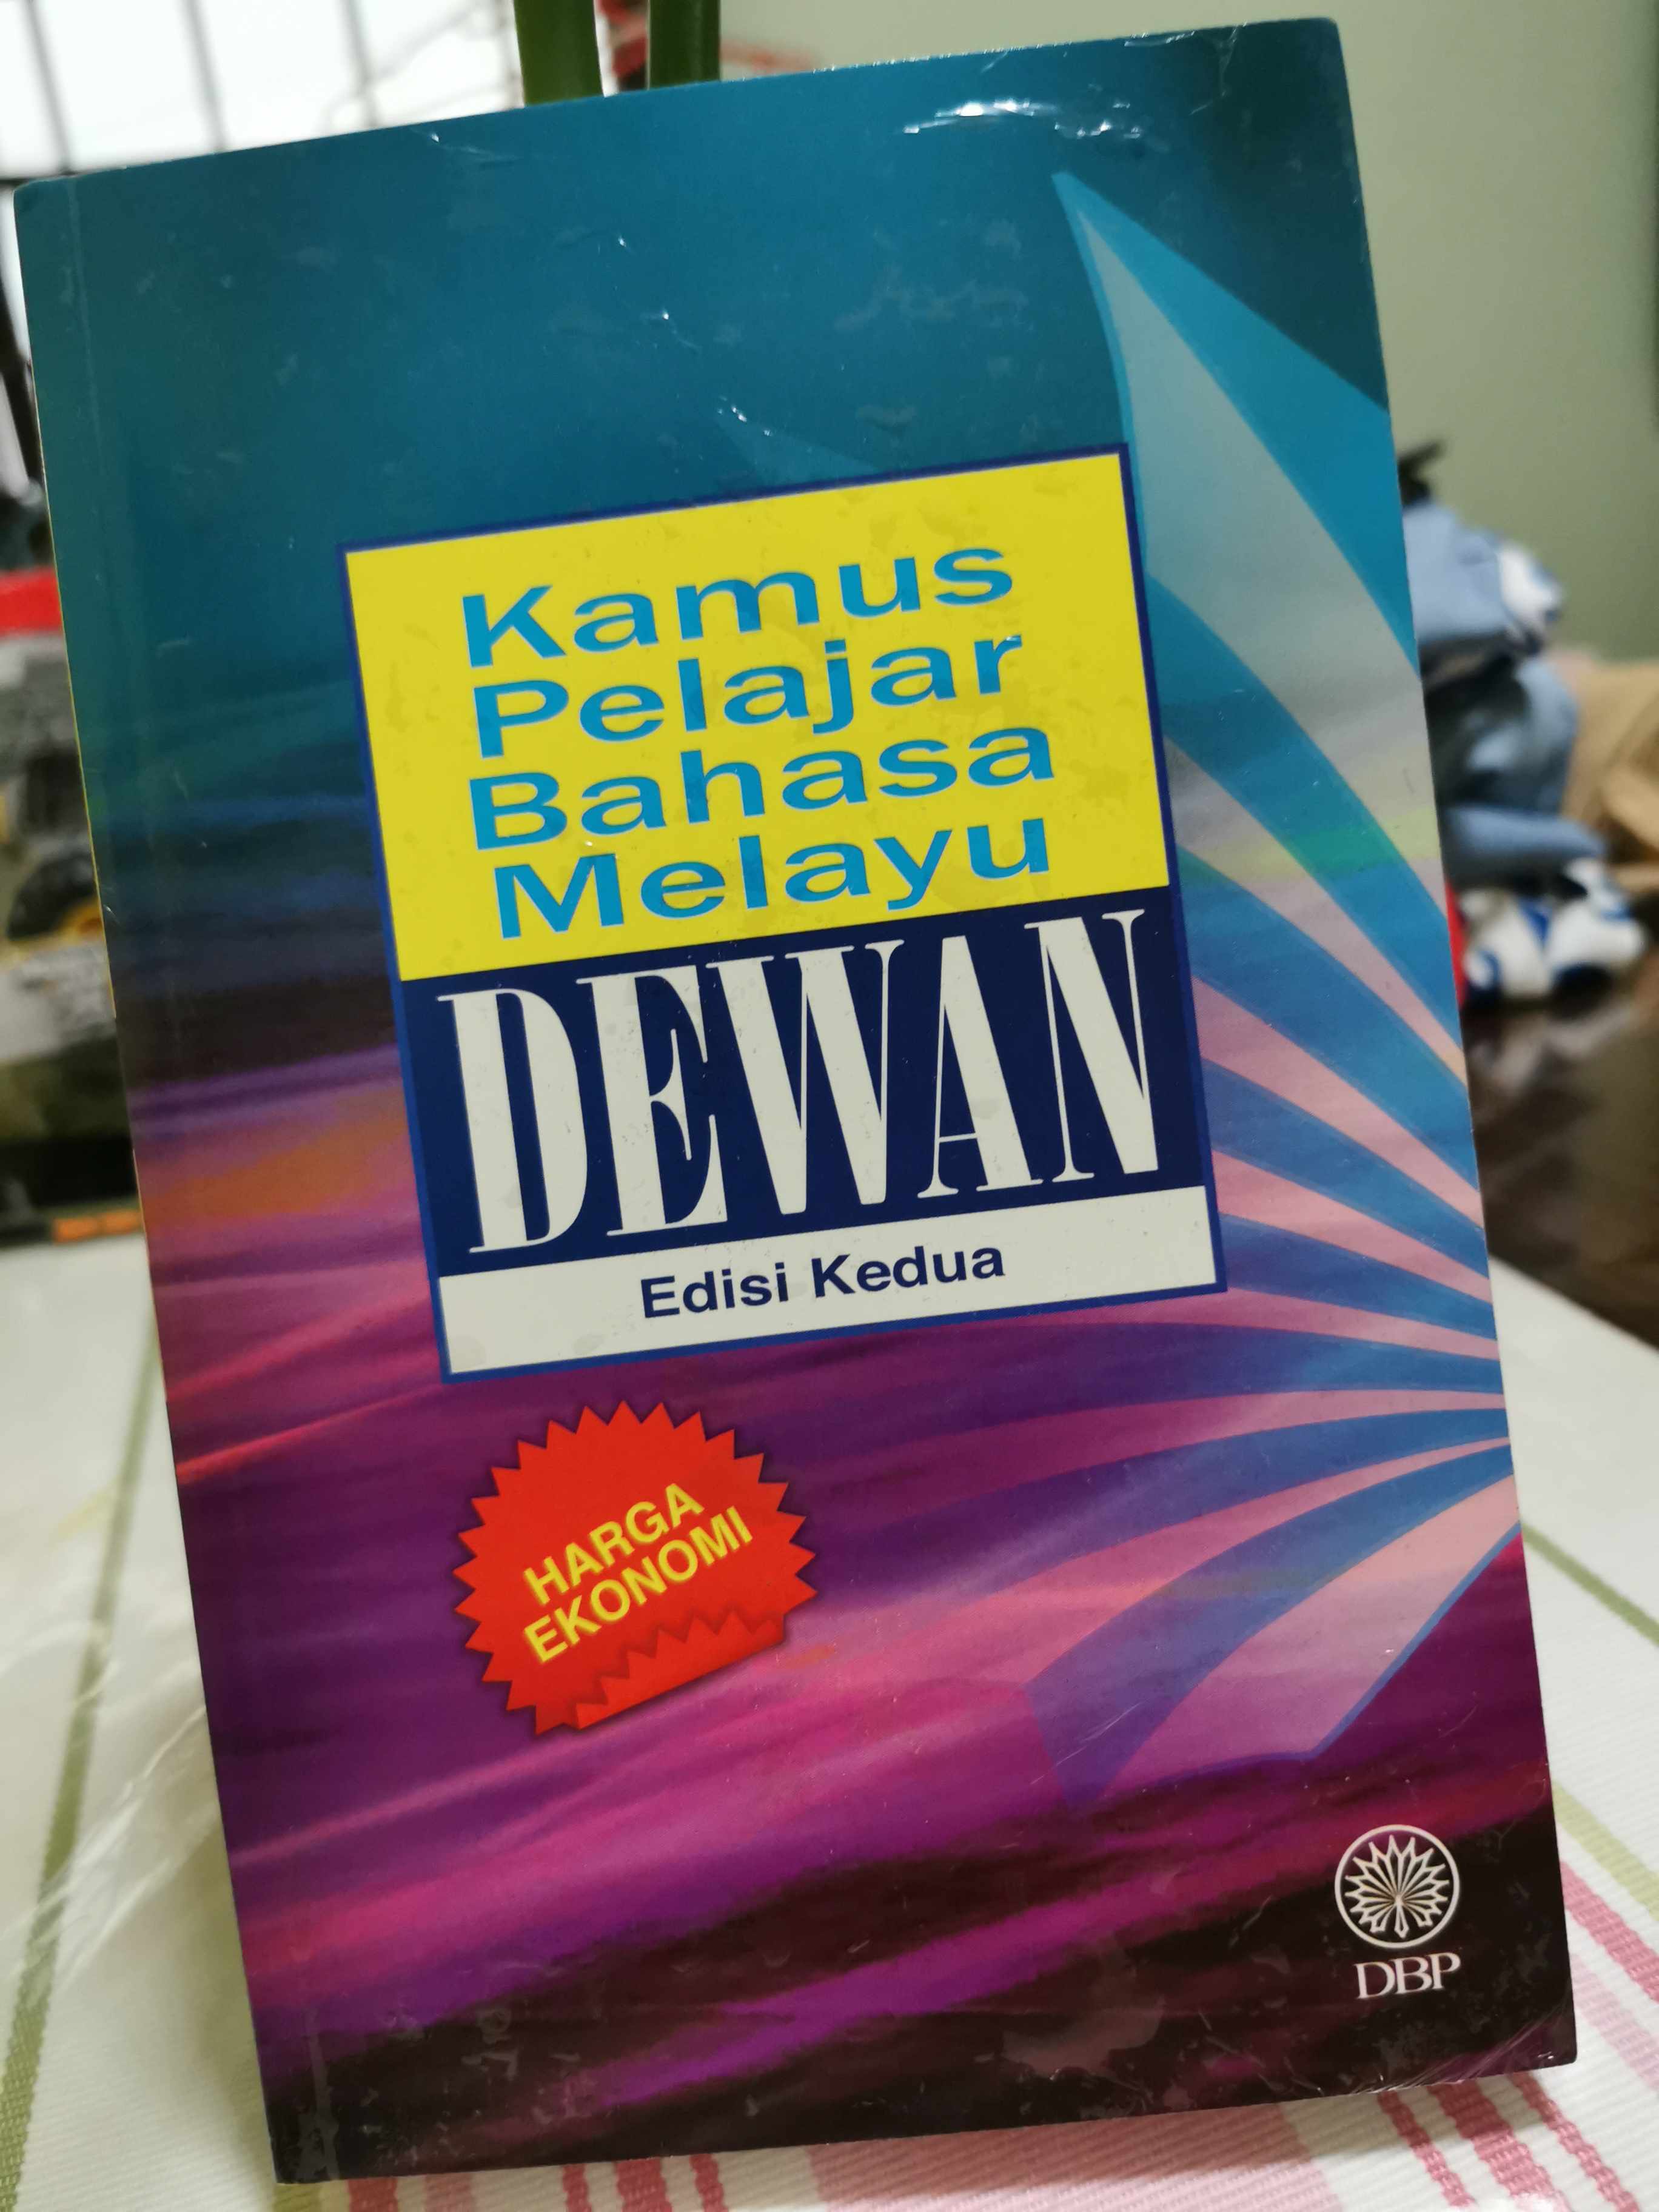 Kamus
Pelajar
Bahasa
Melayu
DEWAN
Edisi Kedua
HARGA
EKONOMI
DBP